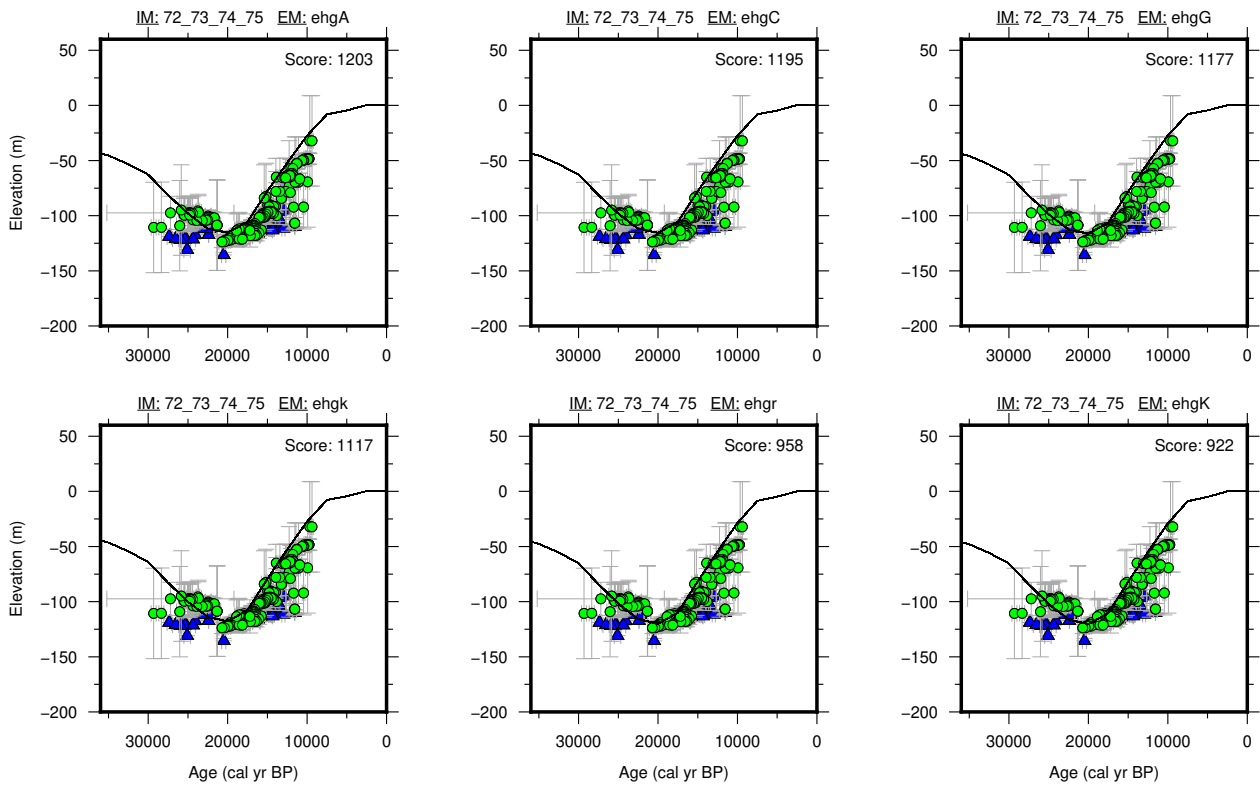 IM: 72_73_74_75 EM: ehgA
IM: 72_73_74_75 EM: ehgC
IM: 72_73_74_75 EM: ehgG
Score: 1203
Score: 1195
Score: 1177
Elevation (m)
50
0
−50
−100
−150
−200
50
0
−50
−100
−150
−200
50
0
−50
−100
−150
−200
30000 20000 10000 0
30000 20000 10000 0
30000 20000 10000 0
IM: 72_73_74_75 EM: ehgk
IM: 72_73_74_75 EM: ehgr
IM: 72_73_74_75 EM: ehgK
Score: 1117
Score: 958
Score: 922
Elevation (m)
50
0
−50
−100
−150
−200
50
0
−50
−100
−150
−200
50
0
−50
−100
−150
−200
30000 20000 10000 0
30000 20000 10000 0
30000 20000 10000 0
Age (cal yr BP)
Age (cal yr BP)
Age (cal yr BP)